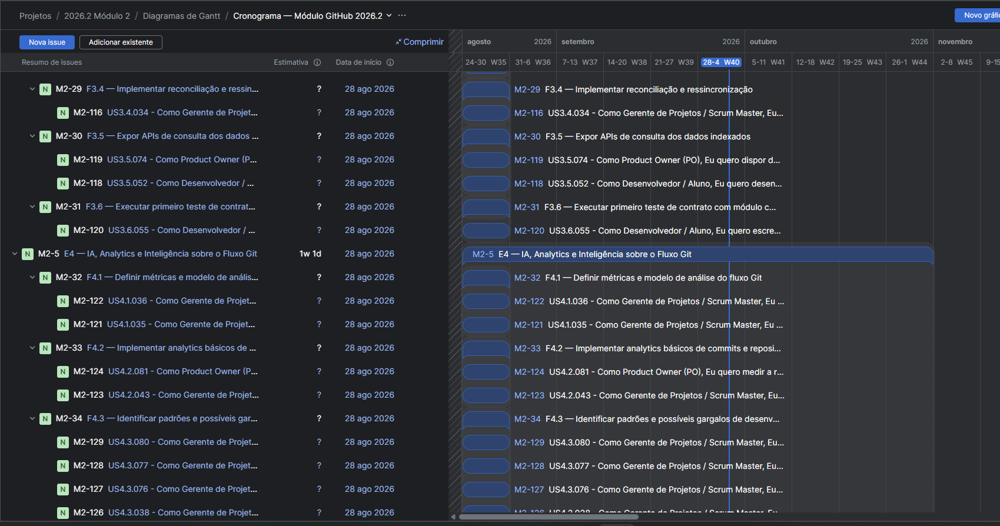 Projetos / 2026.2 Módulo 2 / Diagramas de Gantt / Cronograma — Módulo GitHub 2026.2 ...
Novo gráfi
Nova issue Adicionar existente Comprimir
agosto 2026 setembro 2026 outubro 2026 novembro
Resumo de issues Estimativa Data de início
24-30 W35 31-6 W36 7-13 W37 14-20 W38 21-27 W39 28-4 W40 5-11 W41 12-18 W42 19-25 W43 26-1 W44 2-8 W45 9-15
N M2-29 F3.4 — Implementar reconciliação e ressin... ? 28 ago 2026 M2-29 F3.4 — Implementar reconciliação e ressincronização
N M2-116 US3.4.034 - Como Gerente de Projet... ? 28 ago 2026 M2-116 US3.4.034 - Como Gerente de Projetos / Scrum Master, Eu...
N M2-30 F3.5 — Expor APIs de consulta dos dados ... ? 28 ago 2026 M2-30 F3.5 — Expor APIs de consulta dos dados indexados
N M2-119 US3.5.074 - Como Product Owner (P... ? 28 ago 2026 M2-119 US3.5.074 - Como Product Owner (PO), Eu quero dispor d...
N M2-118 US3.5.052 - Como Desenvolvedor / ... ? 28 ago 2026 M2-118 US3.5.052 - Como Desenvolvedor / Aluno, Eu quero desen...
N M2-31 F3.6 — Executar primeiro teste de contrat... ? 28 ago 2026 M2-31 F3.6 — Executar primeiro teste de contrato com módulo c...
N M2-120 US3.6.055 - Como Desenvolvedor / ... ? 28 ago 2026 M2-120 US3.6.055 - Como Desenvolvedor / Aluno, Eu quero escre...
N M2-5 E4 — IA, Analytics e Inteligência sobre o Fluxo Git 1w 1d 28 ago 2026 M2-5 E4 — IA, Analytics e Inteligência sobre o Fluxo Git
N M2-32 F4.1 — Definir métricas e modelo de anális... ? 28 ago 2026 M2-32 F4.1 — Definir métricas e modelo de análise do fluxo Git
N M2-122 US4.1.036 - Como Gerente de Projet... ? 28 ago 2026 M2-122 US4.1.036 - Como Gerente de Projetos / Scrum Master, Eu ...
N M2-121 US4.1.035 - Como Gerente de Projet... ? 28 ago 2026 M2-121 US4.1.035 - Como Gerente de Projetos / Scrum Master, Eu ...
N M2-33 F4.2 — Implementar analytics básicos de ... ? 28 ago 2026 M2-33 F4.2 — Implementar analytics básicos de commits e reposi...
N M2-124 US4.2.081 - Como Product Owner (P... ? 28 ago 2026 M2-124 US4.2.081 - Como Product Owner (PO), Eu quero medir a r...
N M2-123 US4.2.043 - Como Gerente de Projet... ? 28 ago 2026 M2-123 US4.2.043 - Como Gerente de Projetos / Scrum Master, Eu...
N M2-34 F4.3 — Identificar padrões e possíveis gar... ? 28 ago 2026 M2-34 F4.3 — Identificar padrões e possíveis gargalos de desenv...
N M2-129 US4.3.080 - Como Gerente de Projet... ? 28 ago 2026 M2-129 US4.3.080 - Como Gerente de Projetos / Scrum Master, Eu...
N M2-128 US4.3.077 - Como Gerente de Projet... ? 28 ago 2026 M2-128 US4.3.077 - Como Gerente de Projetos / Scrum Master, Eu...
N M2-127 US4.3.076 - Como Gerente de Projet... ? 28 ago 2026 M2-127 US4.3.076 - Como Gerente de Projetos / Scrum Master, Eu...
N M2-126 US4.3.038 - Como Gerente de Projet... ? 28 ago 2026 M2-126 US4.3.038 - Como Gerente de Projetos / Scrum Master, Eu...